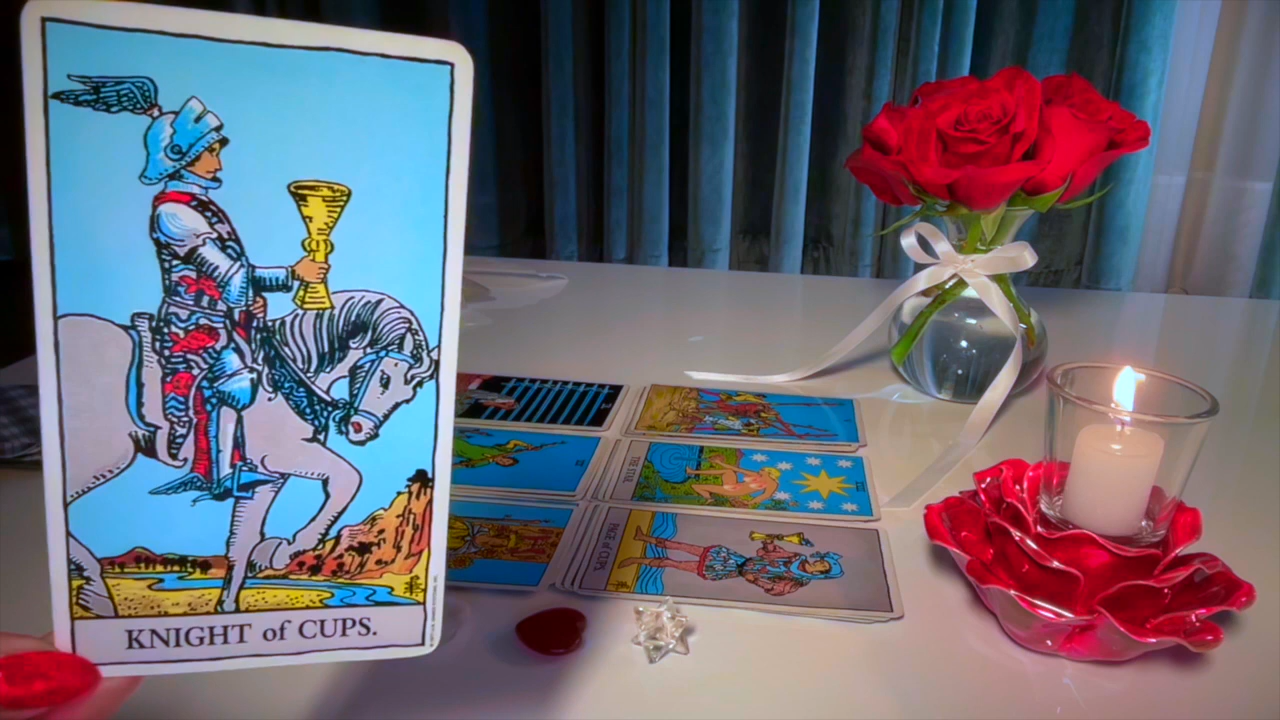 KNIGHT of CUPS.
THE STAR.
PAGE of CUPS.